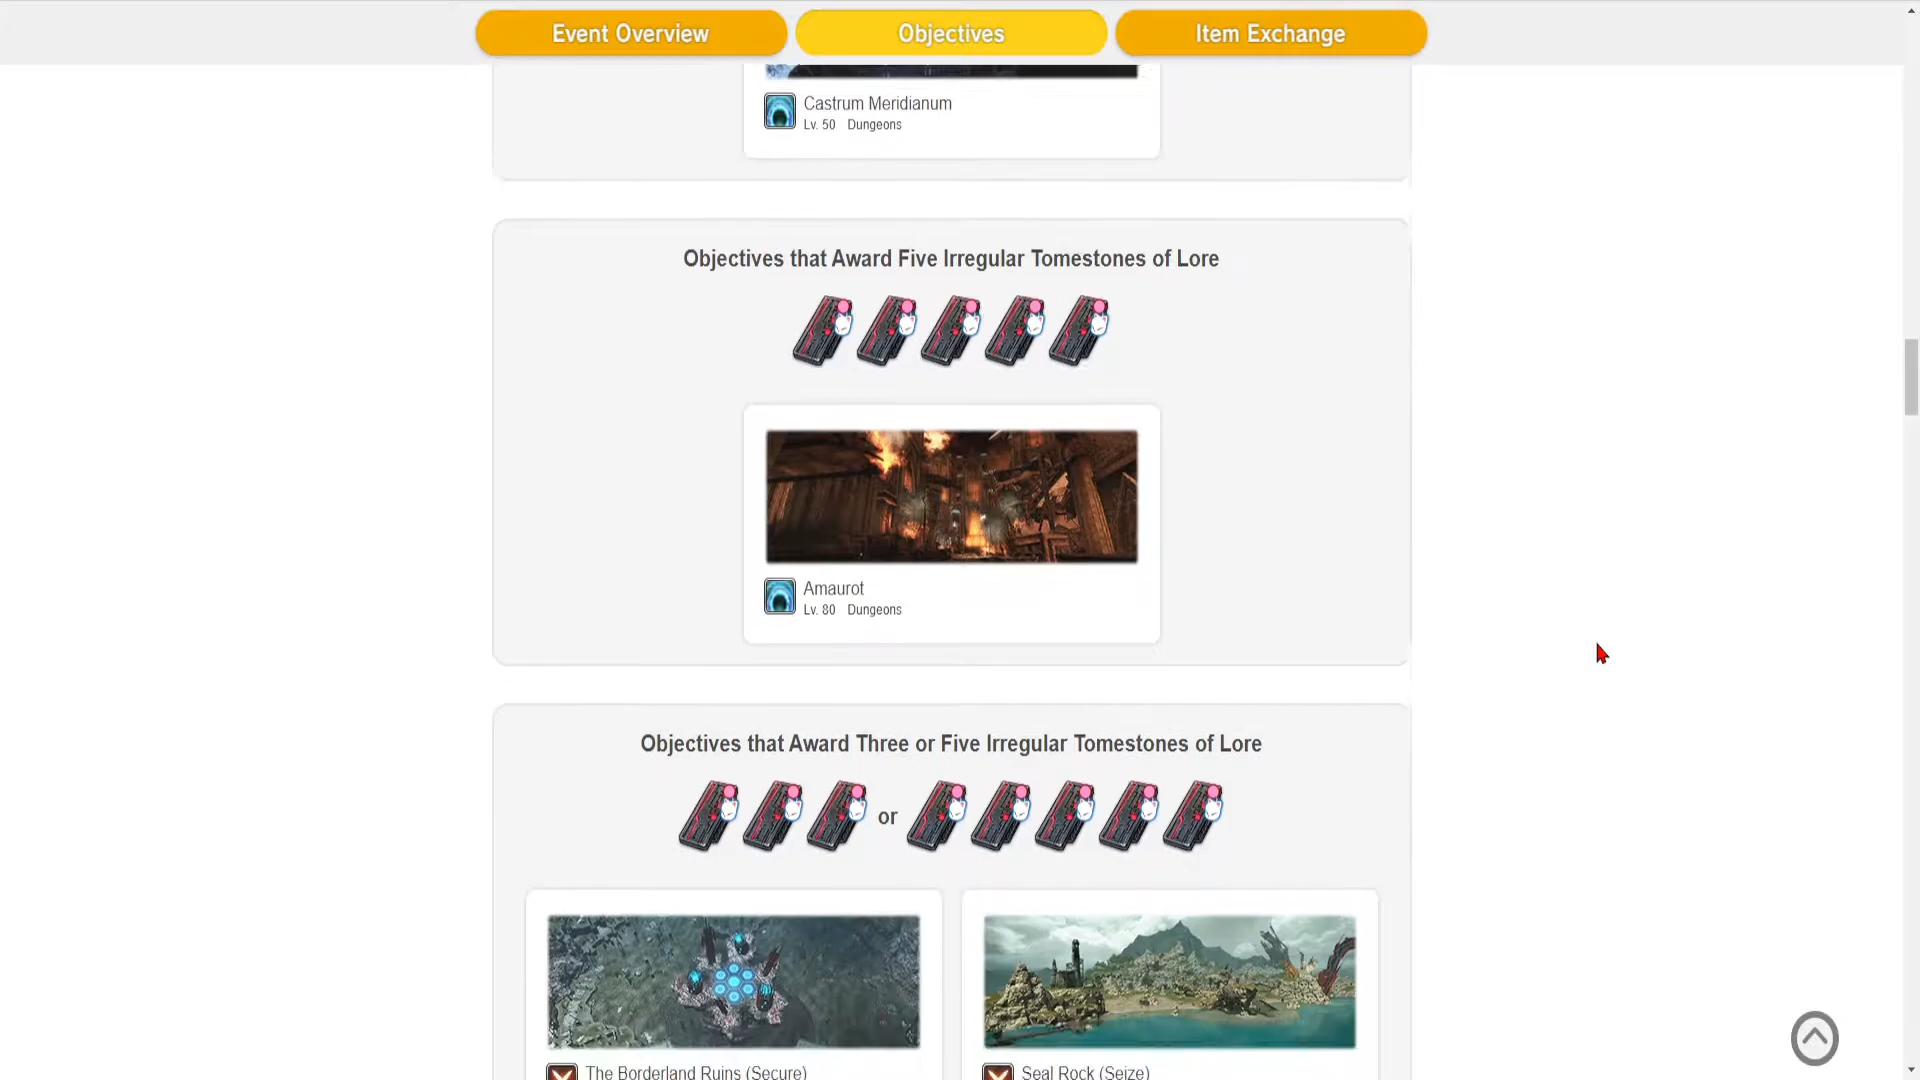 Event Overview
Objectives
Item Exchange
Castrum Meridianum
Lv. 50 Dungeons
Objectives that Award Five Irregular Tomestones of Lore
Amaurot
Lv. 80 Dungeons
Objectives that Award Three or Five Irregular Tomestones of Lore
or
The Borderland Ruins (Secure)
Seal Rock (Seize)